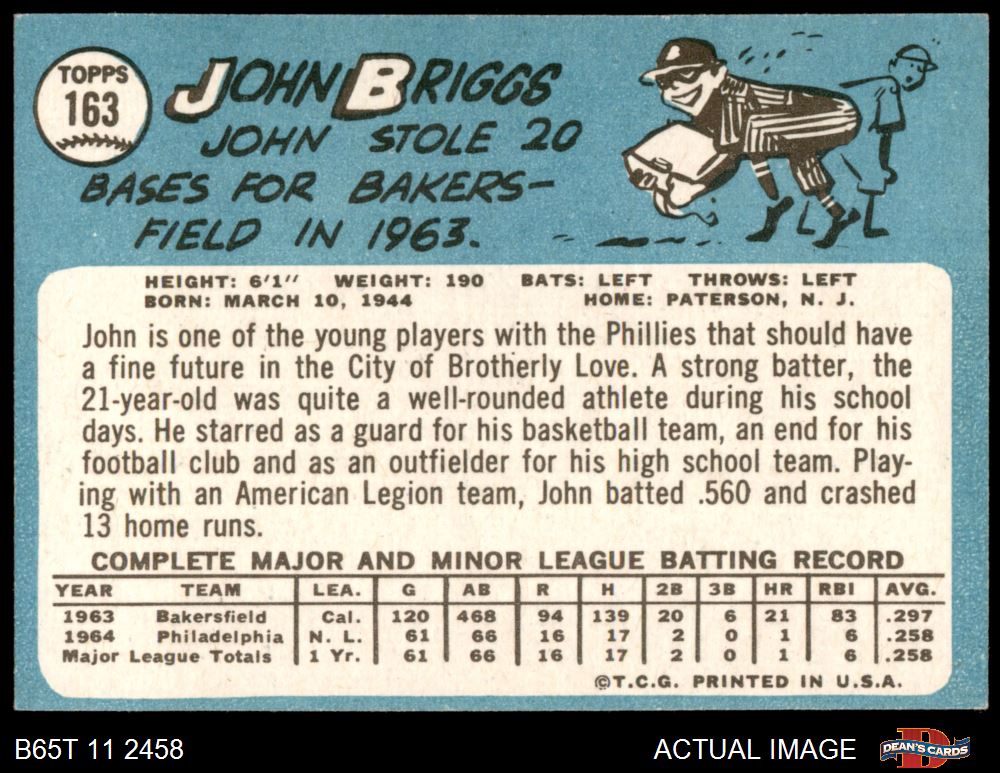 TOPPS
163
JOHN BRIGGS
JOHN STOLE 20
BASES FOR BAKERS-
FIELD IN 1963.
HEIGHT: 6'1" WEIGHT: 190 BATS: LEFT THROWS: LEFT
BORN: MARCH 10, 1944 HOME: PATERSON, N. J.
John is one of the young players with the Phillies that should have
a fine future in the City of Brotherly Love. A strong batter, the
21-year-old was quite a well-rounded athlete during his school
days. He starred as a guard for his basketball team, an end for his
football club and as an outfielder for his high school team. Play-
ing with an American Legion team, John batted .560 and crashed
13 home runs.
COMPLETE MAJOR AND MINOR LEAGUE BATTING RECORD
YEAR TEAM LEA. G AB R H 2B 3B HR RBI AVG.
1963 Bakersfield Cal. 120 468 94 139 20 6 21 83 .297
1964 Philadelphia N. L. 61 66 16 17 2 0 1 6 .258
Major League Totals 1 Yr. 61 66 16 17 2 0 1 6 .258
©T.C.G. PRINTED IN U.S.A.
B65T 11 2458 ACTUAL IMAGE DEAN'S CARDS